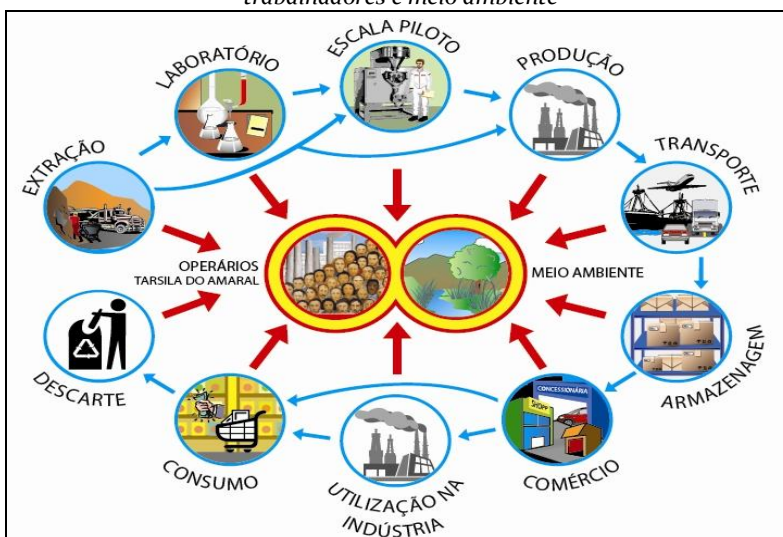 trabalhadores e meio ambiente
ESCALA PILOTO
LABORATÓRIO
PRODUÇÃO
EXTRAÇÃO
TRANSPORTE
OPERÁRIOS
TARSILA DO AMARAL
MEIO AMBIENTE
DESCARTE
ARMAZENAGEM
CONCESSIONÁRIA
SHOPP
CONSUMO
UTILIZAÇÃO NA
INDÚSTRIA
COMÉRCIO